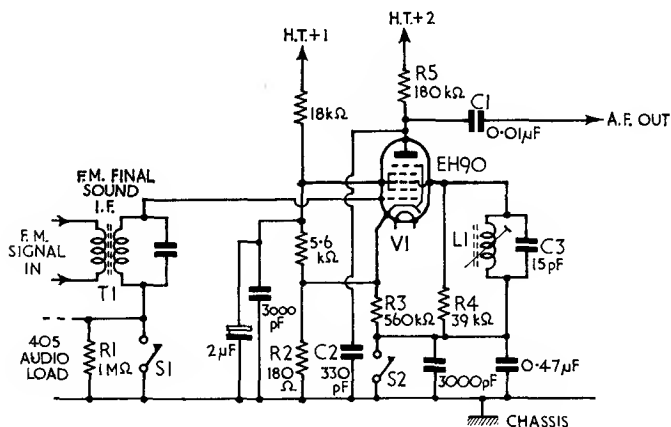 H.T.+1
H.T.+2
R5
180kΩ
C1
0.01µF
A.F. OUT
18kΩ
EH90
F.M. FINAL
SOUND
I.F.
F.M.
SIGNAL
IN
T1
V1
5·6
kΩ
L1
C3
15pF
3000
pF
R3
560kΩ
R4
39kΩ
405
AUDIO
LOAD
R1
1MΩ
S1
2µF
R2
180
Ω
C2
330
pF
S2
3000pF
0.47µF
CHASSIS